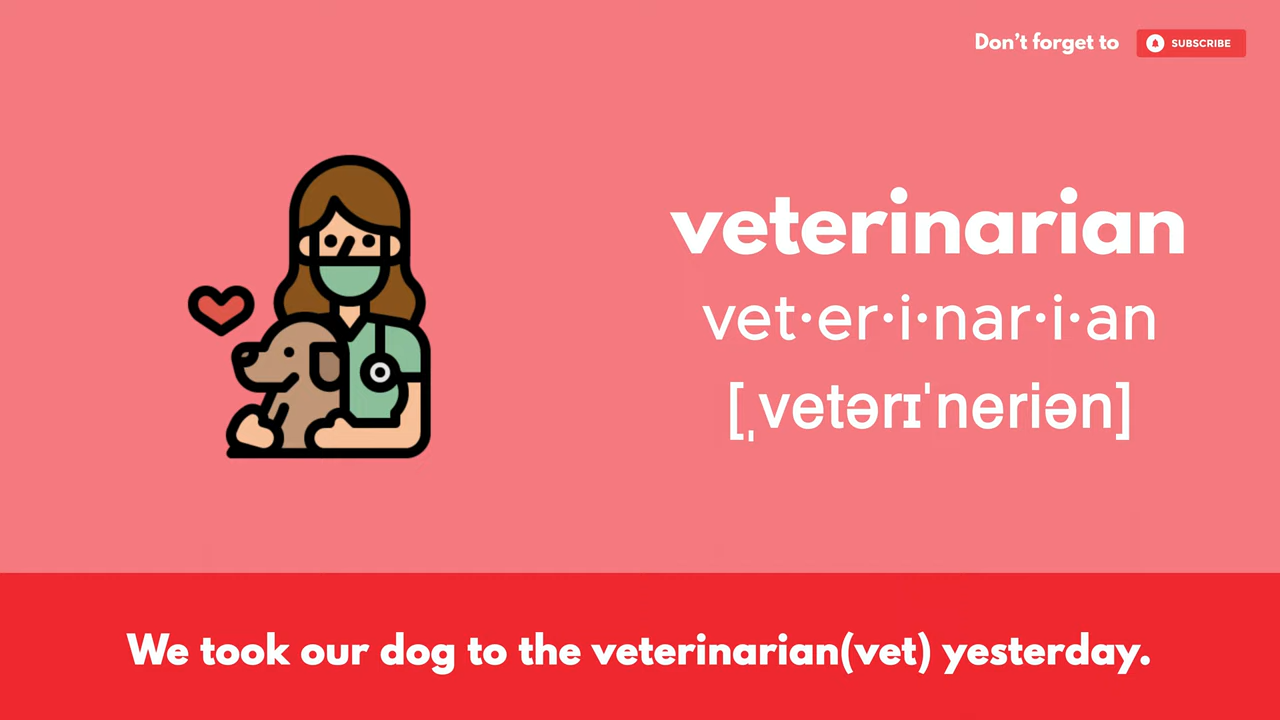 Don't forget to SUBSCRIBE
veterinarian
vet·er·i·nar·i·an
[ˌvetərɪˈneriən]
We took our dog to the veterinarian(vet) yesterday.